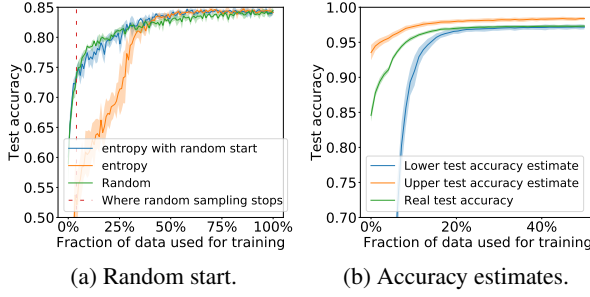 0.85
0.80
0.75
0.70
0.65
0.60
0.55
0.50
Test accuracy
entropy with random start
entropy
Random
Where random sampling stops
0%
25%
50%
75%
100%
Fraction of data used for training
(a) Random start.
1.00
0.95
0.90
0.85
0.80
0.75
0.70
Test accuracy
Lower test accuracy estimate
Upper test accuracy estimate
Real test accuracy
0%
20%
40%
Fraction of data used for training
(b) Accuracy estimates.